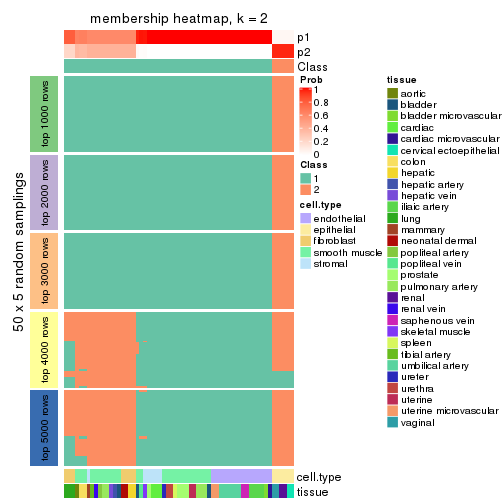 membership heatmap, k = 2
p1
p2
Class
50 x 5 random samplings
top 1000 rows
top 2000 rows
top 3000 rows
top 4000 rows
top 5000 rows
cell.type
tissue
Prob
1
0.8
0.6
0.4
0.2
0
Class
1
2
cell.type
endothelial
epithelial
fibroblast
smooth muscle
stromal
tissue
aortic
bladder
bladder microvascular
cardiac
cardiac microvascular
cervical ectoepithelial
colon
hepatic
hepatic artery
hepatic vein
iliaic artery
lung
mammary
neonatal dermal
popliteal artery
popliteal vein
prostate
pulmonary artery
renal
renal vein
saphenous vein
skeletal muscle
spleen
tibial artery
umbilical artery
ureter
urethra
uterine
uterine microvascular
vaginal